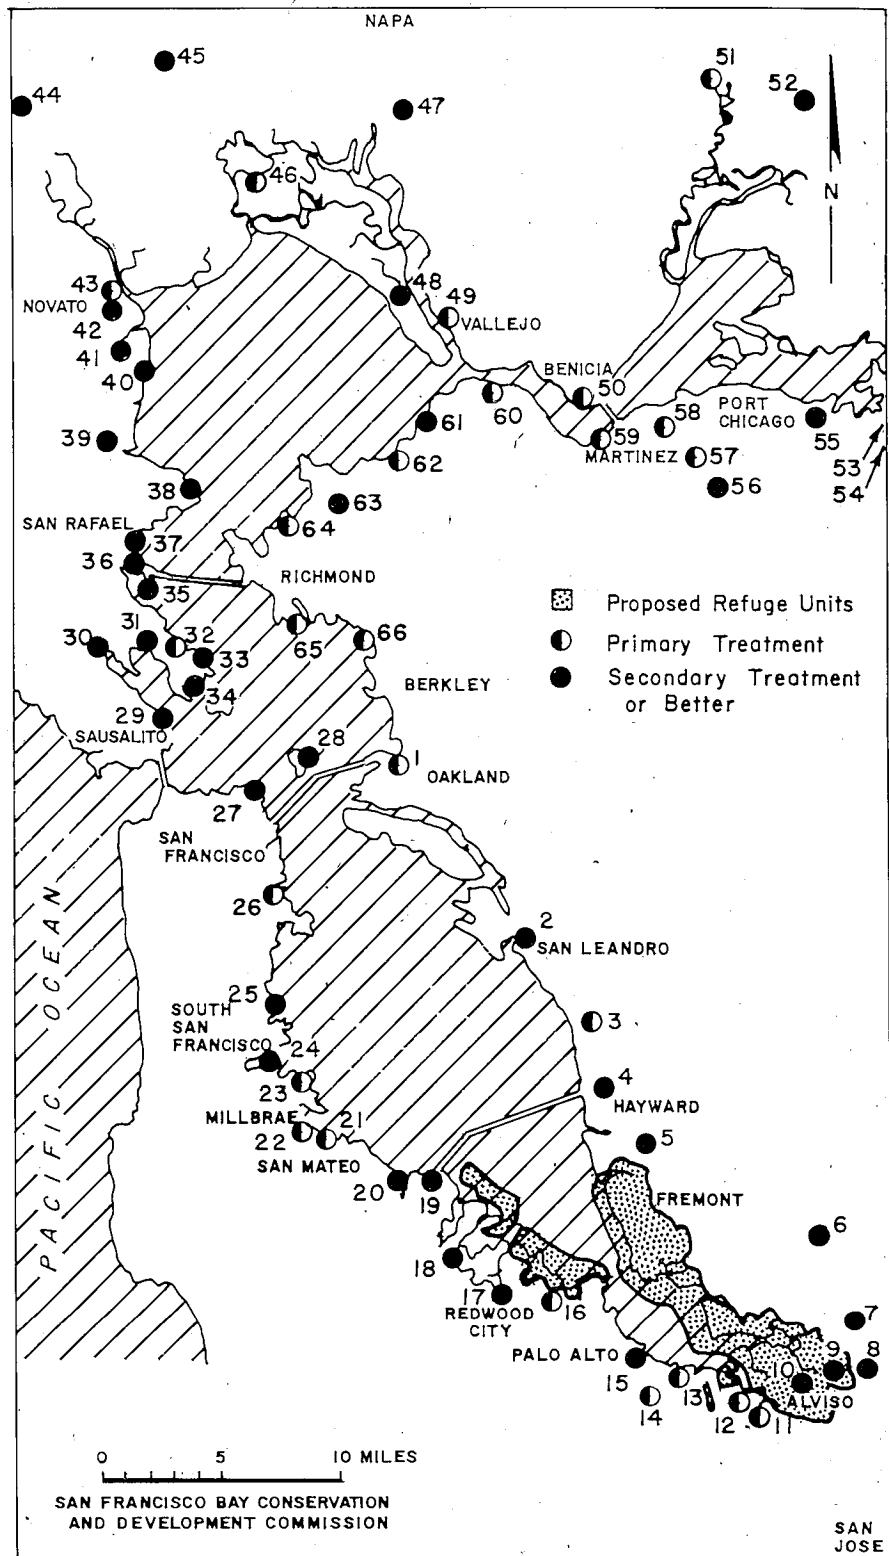 NAPA
45
51
44
47
52
46
N
43
NOVATO
42
41
40
48
49
VALLEJO
BENICIA
50
60
58
PORT
CHICAGO
55
39
61
59
MARTINEZ
57
53
54
62
56
38
63
SAN RAFAEL
37
64
36
RICHMOND
35
31
30
32
33
65
66
34
29
SAUSALITO
BERKLEY
Proposed Refuge Units
Primary Treatment
Secondary Treatment
or Better
28
1
OAKLAND
27
SAN
FRANCISCO
26
PACIFIC OCEAN
2
SAN LEANDRO
25
SOUTH
SAN
FRANCISCO
24
3
23
4
HAYWARD
MILLBRAE
22
21
SAN MATEO
5
20
19
FREMONT
6
18
17
REDWOOD
CITY
16
7
PALO ALTO
15
9
8
10
ALVISO
14
13
12
11
0 5 10 MILES
SAN FRANCISCO BAY CONSERVATION
AND DEVELOPMENT COMMISSION
SAN
JOSE